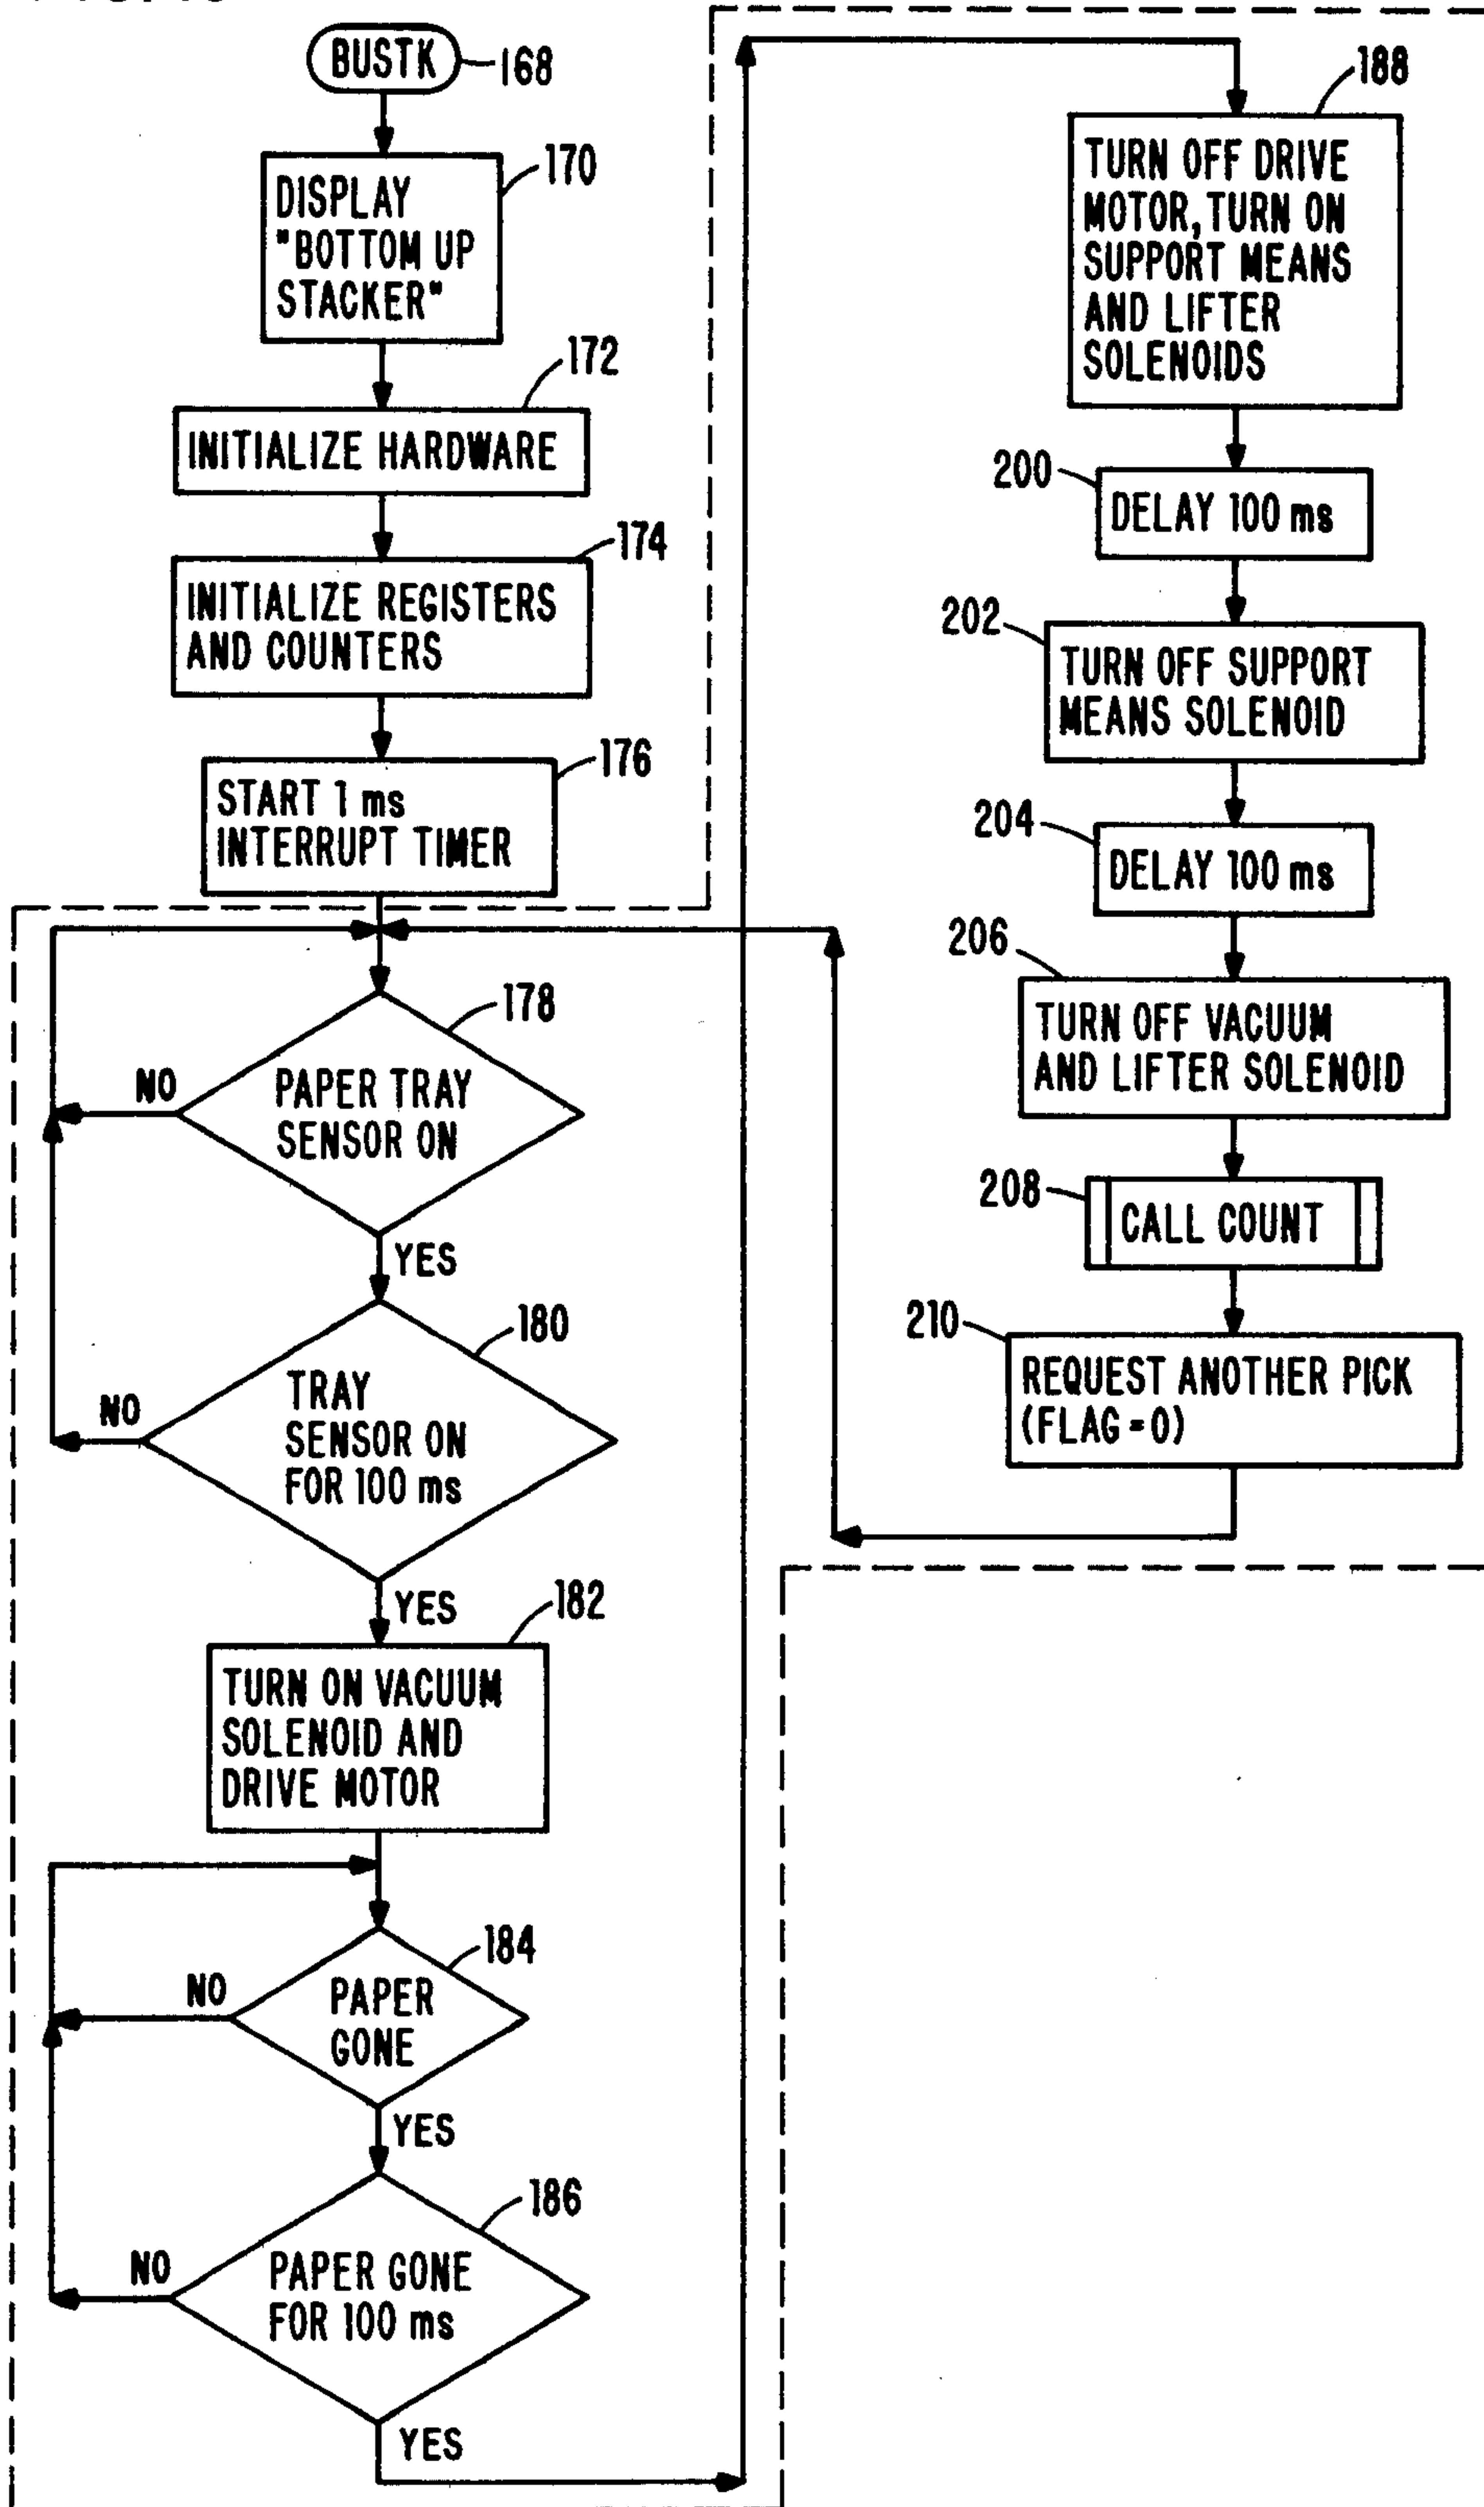 BUSTK
168
170
DISPLAY
"BOTTOM UP
STACKER"
172
INITIALIZE HARDWARE
174
INITIALIZE REGISTERS
AND COUNTERS
176
START 1 ms
INTERRUPT TIMER
178
NO
PAPER TRAY
SENSOR ON
YES
180
NO
TRAY
SENSOR ON
FOR 100 ms
YES
182
TURN ON VACUUM
SOLENOID AND
DRIVE MOTOR
184
NO
PAPER
GONE
YES
186
NO
PAPER GONE
FOR 100 ms
YES
188
TURN OFF DRIVE
MOTOR, TURN ON
SUPPORT MEANS
AND LIFTER
SOLENOIDS
200
DELAY 100 ms
202
TURN OFF SUPPORT
MEANS SOLENOID
204
DELAY 100 ms
206
TURN OFF VACUUM
AND LIFTER SOLENOID
208
CALL COUNT
210
REQUEST ANOTHER PICK
(FLAG = 0)